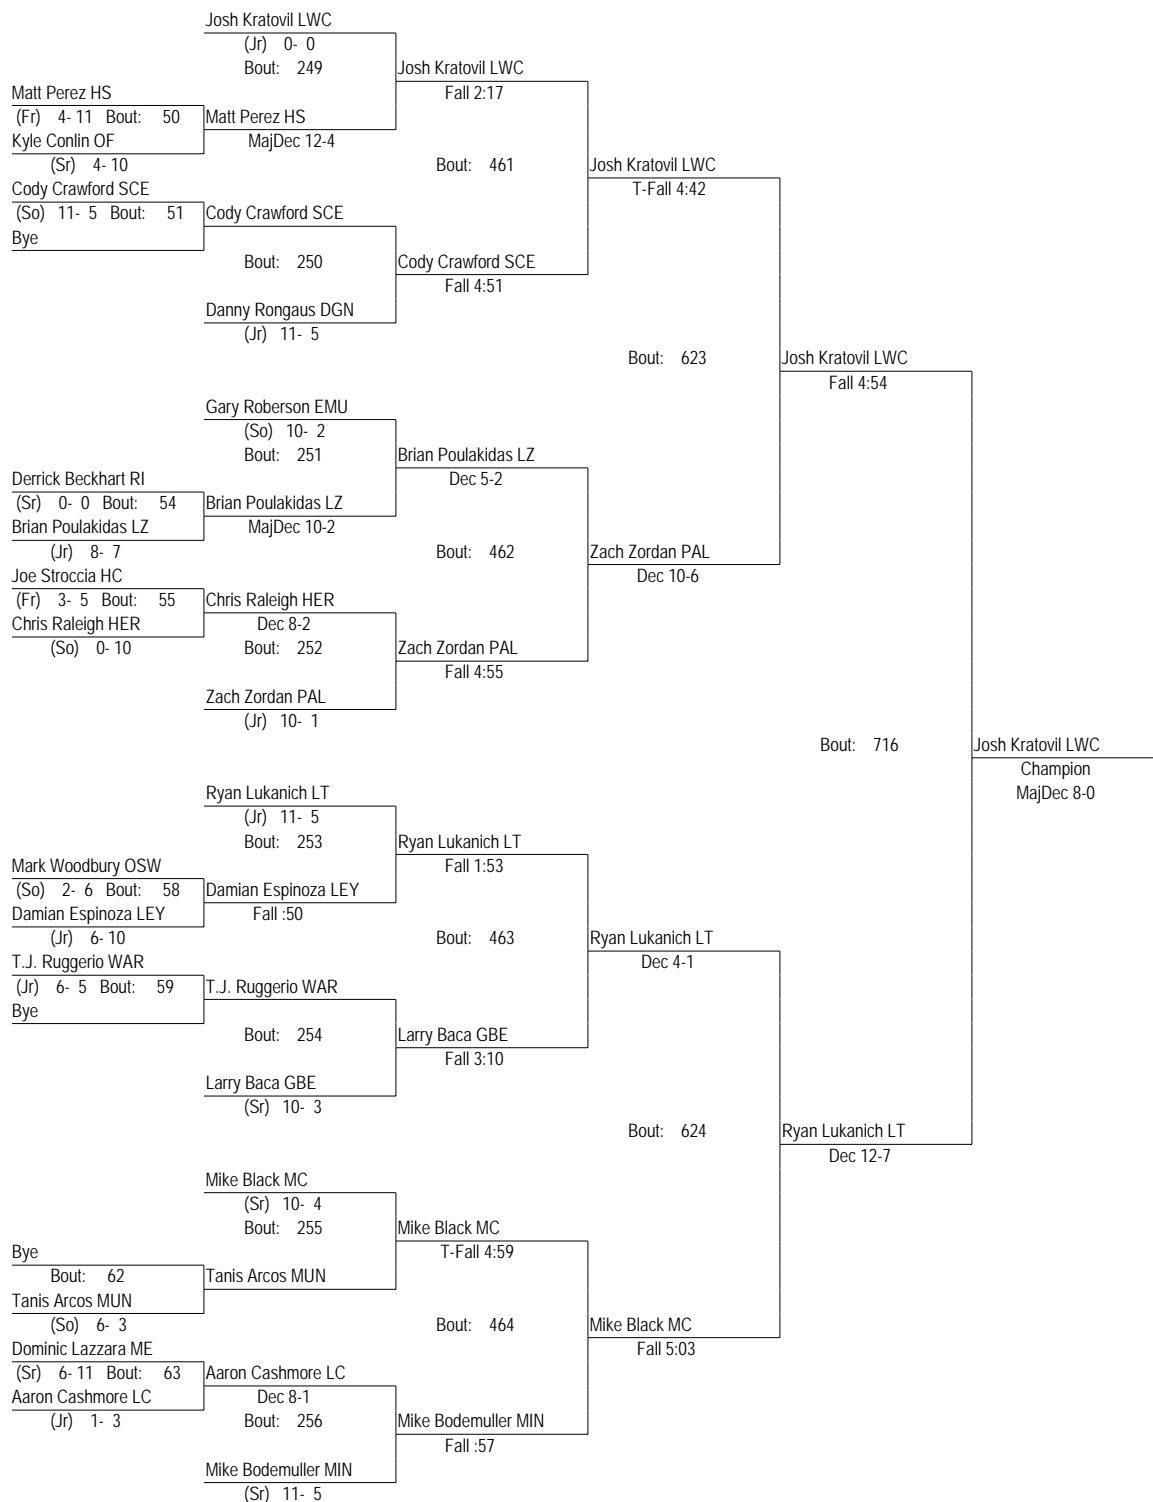 Josh Kratovil LWC
(Jr) 0- 0
Bout: 249 Josh Kratovil LWC
Matt Perez HS Fall 2:17
(Fr) 4- 11 Bout: 50 Matt Perez HS
Kyle Conlin OF MajDec 12-4
(Sr) 4- 10 Bout: 461 Josh Kratovil LWC
Cody Crawford SCE T-Fall 4:42
(So) 11- 5 Bout: 51 Cody Crawford SCE
Bye
Bout: 250 Cody Crawford SCE
Fall 4:51
Danny Rongaus DGN
(Jr) 11- 5
Bout: 623 Josh Kratovil LWC
Fall 4:54
Gary Roberson EMU
(So) 10- 2
Bout: 251 Brian Poulakidas LZ
Derrick Beckhart RI Dec 5-2
(Sr) 0- 0 Bout: 54 Brian Poulakidas LZ
Brian Poulakidas LZ MajDec 10-2
(Jr) 8- 7 Bout: 462 Zach Zordan PAL
Joe Stroccia HC Dec 10-6
(Fr) 3- 5 Bout: 55 Chris Raleigh HER
Chris Raleigh HER Dec 8-2
(So) 0- 10 Bout: 252 Zach Zordan PAL
Fall 4:55
Zach Zordan PAL
(Jr) 10- 1
Bout: 716 Josh Kratovil LWC
Champion
Ryan Lukanich LT MajDec 8-0
(Jr) 11- 5
Bout: 253 Ryan Lukanich LT
Mark Woodbury OSW Fall 1:53
(So) 2- 6 Bout: 58 Damian Espinoza LEY
Damian Espinoza LEY Fall :50
(Jr) 6- 10 Bout: 463 Ryan Lukanich LT
T.J. Ruggerio WAR Dec 4-1
(Jr) 6- 5 Bout: 59 T.J. Ruggerio WAR
Bye
Bout: 254 Larry Baca GBE
Fall 3:10
Larry Baca GBE
(Sr) 10- 3
Bout: 624 Ryan Lukanich LT
Dec 12-7
Mike Black MC
(Sr) 10- 4
Bout: 255 Mike Black MC
Bye T-Fall 4:59
Bout: 62 Tanis Arcos MUN
Tanis Arcos MUN
(So) 6- 3 Bout: 464 Mike Black MC
Dominic Lazzara ME Fall 5:03
(Sr) 6- 11 Bout: 63 Aaron Cashmore LC
Aaron Cashmore LC Dec 8-1
(Jr) 1- 3 Bout: 256 Mike Bodemuller MIN
Fall :57
Mike Bodemuller MIN
(Sr) 11- 5